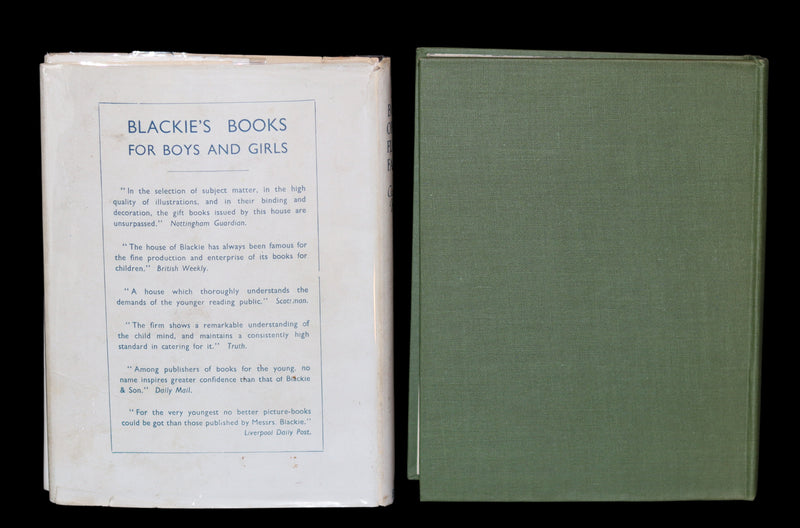 BLACKIE'S BOOKS
FOR BOYS AND GIRLS
"In the selection of subject matter, in the high
quality of illustrations, and in their binding and
decoration, the gift books issued by this house are
unsurpassed." Nottingham Guardian.
"The house of Blackie has always been famous for
the fine production and enterprise of its books for
children." British Weekly.
"A house which thoroughly understands the
demands of the younger reading public." Scotsman.
"The firm shows a remarkable understanding of
the child mind, and maintains a consistently high
standard in catering for it." Truth.
"Among publishers of books for the young, no
name inspires greater confidence than that of Blackie
& Son." Daily Mail.
"For the very youngest no better picture-books
could be got than those published by Messrs. Blackie."
Liverpool Daily Post.